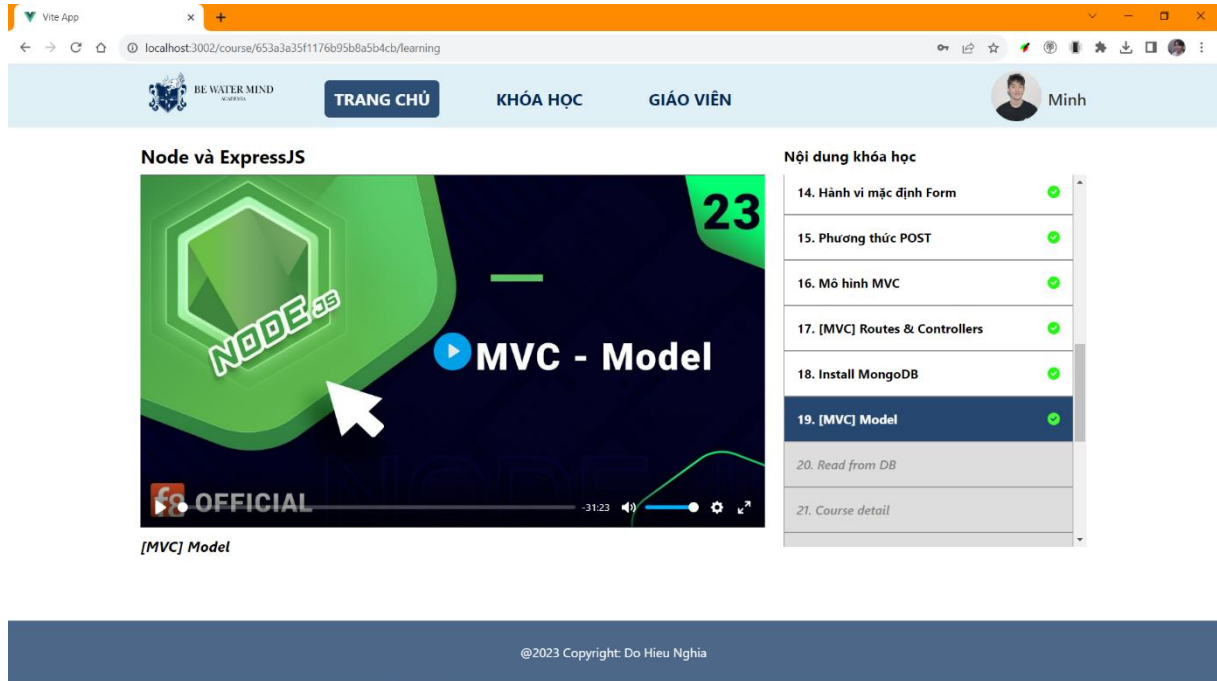 Vite App
localhost:3002/course/653a3a35f1176b95b8a5b4cb/learning
BE WATER MIND
ACADEMIA
TRANG CHỦ
KHÓA HỌC
GIÁO VIÊN
Minh
Node và ExpressJS
23
NODE JS
MVC - Model
f8 OFFICIAL
-31:23
[MVC] Model
Nội dung khóa học
14. Hành vi mặc định Form
15. Phương thức POST
16. Mô hình MVC
17. [MVC] Routes & Controllers
18. Install MongoDB
19. [MVC] Model
20. Read from DB
21. Course detail
@2023 Copyright: Do Hieu Nghia